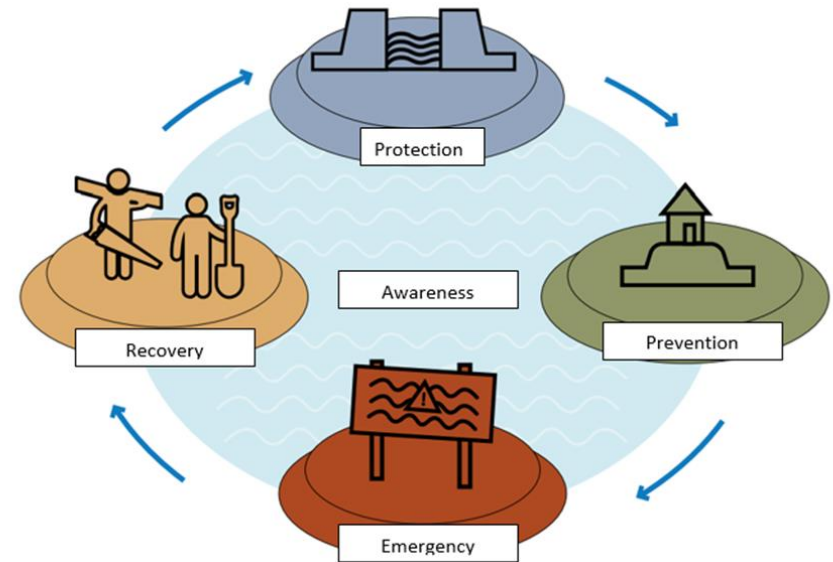 Protection
Awareness
Prevention
Recovery
Emergency